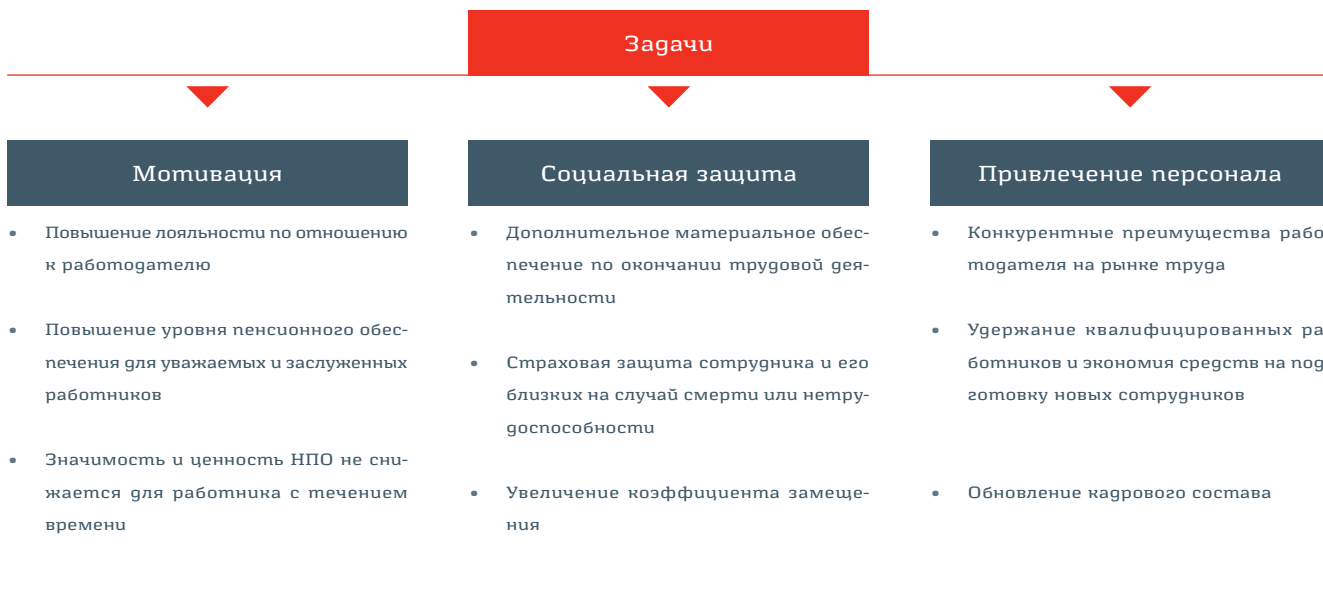 Задачи
Мотивация
• Повышение лояльности по отношению
к работодателю
• Повышение уровня пенсионного обес-
печения для уважаемых и заслуженных
работников
• Значимость и ценность НПО не сни-
жается для работника с течением
времени
Социальная защита
• Дополнительное материальное обес-
печение по окончании трудовой дея-
тельности
• Страховая защита сотрудника и его
близких на случай смерти или нетру-
доспособности
• Увеличение коэффициента замеще-
ния
Привлечение персонала
• Конкурентные преимущества рабо
тодателя на рынке труда
• Удержание квалифицированных ра
ботников и экономия средств на под
готовку новых сотрудников
• Обновление кадрового состава